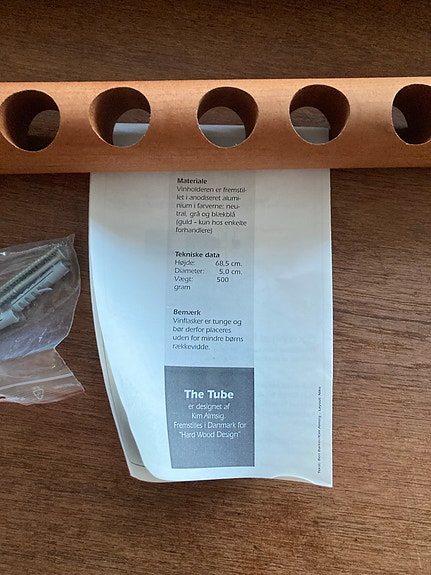 Materiale
Vinholderen er fremstil-
let i anodiseret alumi-
nium i farverne: neu-
tral, grå og blækblå
(guld - kun hos enkelte
forhandlere)
Tekniske data
Højde: 68,5 cm.
Diameter: 5,0 cm.
Vægt: 500
gram
Bemærk
Vinflasker er tunge og
bør derfor placeres
uden for mindre børns
rækkevidde.
The Tube
er designet af
Kim Almsig.
Fremstilles i Danmark for
"Hard Wood Design"